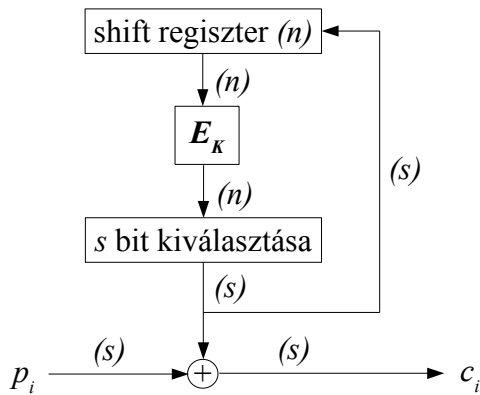 shift regiszter (n)
(n)
E_K
(n)
(s)
s bit kiválasztása
(s)
(s)
(s)
p_i
+
c_i